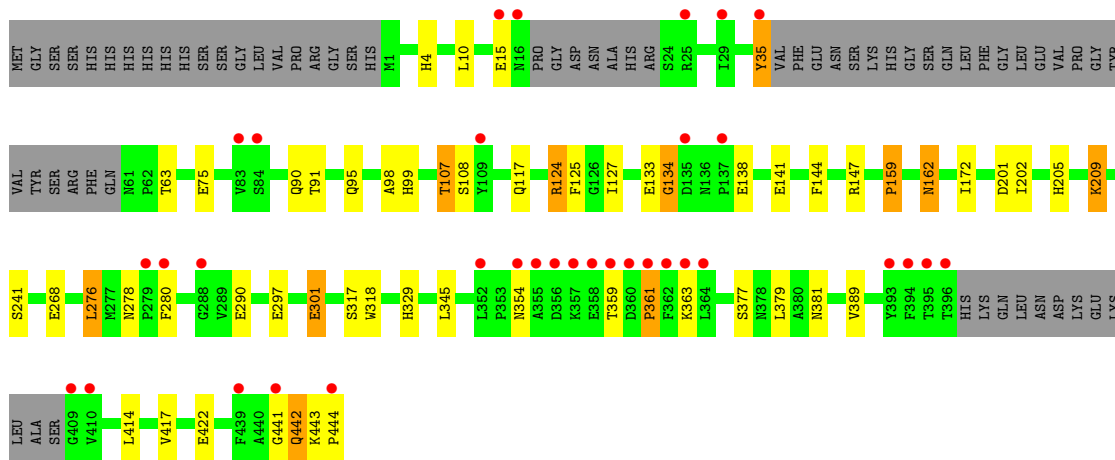 MET GLY SER SER HIS HIS HIS HIS HIS HIS SER SER GLY LEU VAL PRO ARG GLY SER HIS M1 H4 L10 E15 N16 PRO GLY ASP ASN ALA HIS ARG S24 R25 I29 Y35 VAL PHE GLU ASN SER LYS HIS GLY SER GLN LEU PHE GLY LEU GLU VAL PRO GLY TYR
VAL TYR SER ARG PHE GLN N61 P62 T63 E75 V83 S84 Q90 T91 Q95 A98 H99 T107 S108 Y109 Q117 R124 F125 G126 I127 E133 G134 D135 N136 P137 E138 E141 F144 R147 P159 N162 I172 D201 I202 H205 K209
S241 E268 L276 M277 N278 P279 F280 G288 V289 E290 E297 E301 S317 W318 H329 L345 L352 P353 N354 A355 D356 K357 E358 T359 D360 P361 F362 K363 L364 S377 N378 L379 A380 N381 V389 Y393 F394 T395 T396 HIS LYS GLN LEU ASN ASP LYS GLU LYS
LEU ALA SER G409 V410 L414 V417 E422 F439 A440 G441 Q442 K443 P444